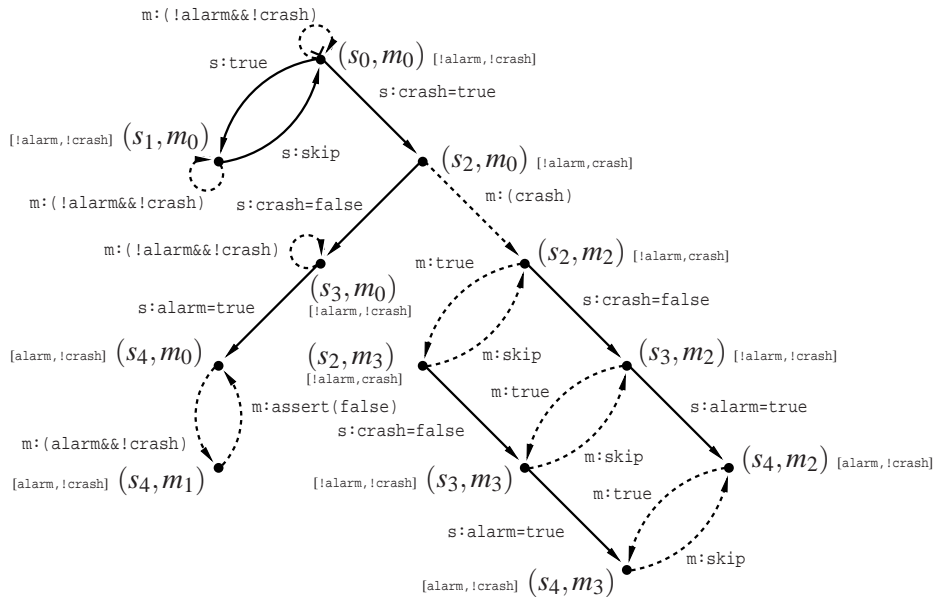 m:(!alarm&&!crash)
(s0,m0) [!alarm,!crash]
s:true
s:crash=true
[!alarm,!crash] (s1,m0)
s:skip
(s2,m0) [!alarm,crash]
m:(crash)
m:(!alarm&&!crash)
s:crash=false
m:(!alarm&&!crash)
(s2,m2) [!alarm,crash]
m:true
(s3,m0)
[!alarm,!crash]
s:crash=false
s:alarm=true
[alarm,!crash] (s4,m0)
(s2,m3)
[!alarm,crash]
m:skip
(s3,m2) [!alarm,!crash]
m:true
m:assert(false)
s:alarm=true
s:crash=false
m:(alarm&&!crash)
m:skip
[alarm,!crash] (s4,m1)
[!alarm,!crash] (s3,m3)
(s4,m2) [alarm,!crash]
m:true
s:alarm=true
m:skip
[alarm,!crash] (s4,m3)